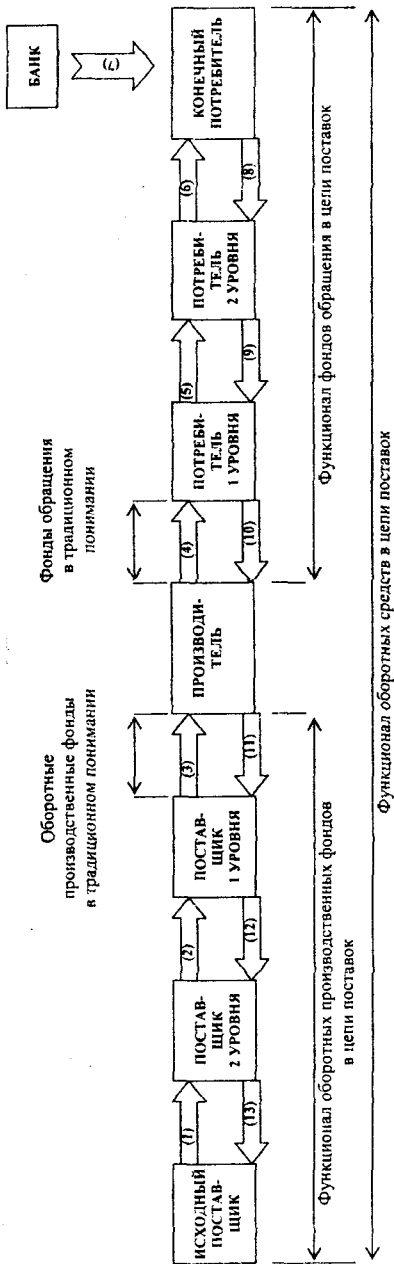 БАНК
(7)
Фонды обращения
в традиционном
понимании
Оборотные
производственные фонды
в традиционном понимании
ИСХОДНЫЙ
ПОСТАВ-
ЩИК
(1)
(13)
ПОСТАВ-
ЩИК
2 УРОВНЯ
(2)
(12)
ПОСТАВ-
ЩИК
1 УРОВНЯ
(3)
(11)
ПРОИЗВОДИ-
ТЕЛЬ
(4)
(10)
ПОТРЕБИ-
ТЕЛЬ
1 УРОВНЯ
(5)
(9)
ПОТРЕБИ-
ТЕЛЬ
2 УРОВНЯ
(6)
(8)
КОНЕЧНЫЙ
ПОТРЕБИТЕЛЬ
Функционал оборотных производственных фондов
в цепи поставок
Функционал фондов обращения в цепи поставок
Функционал оборотных средств в цепи поставок